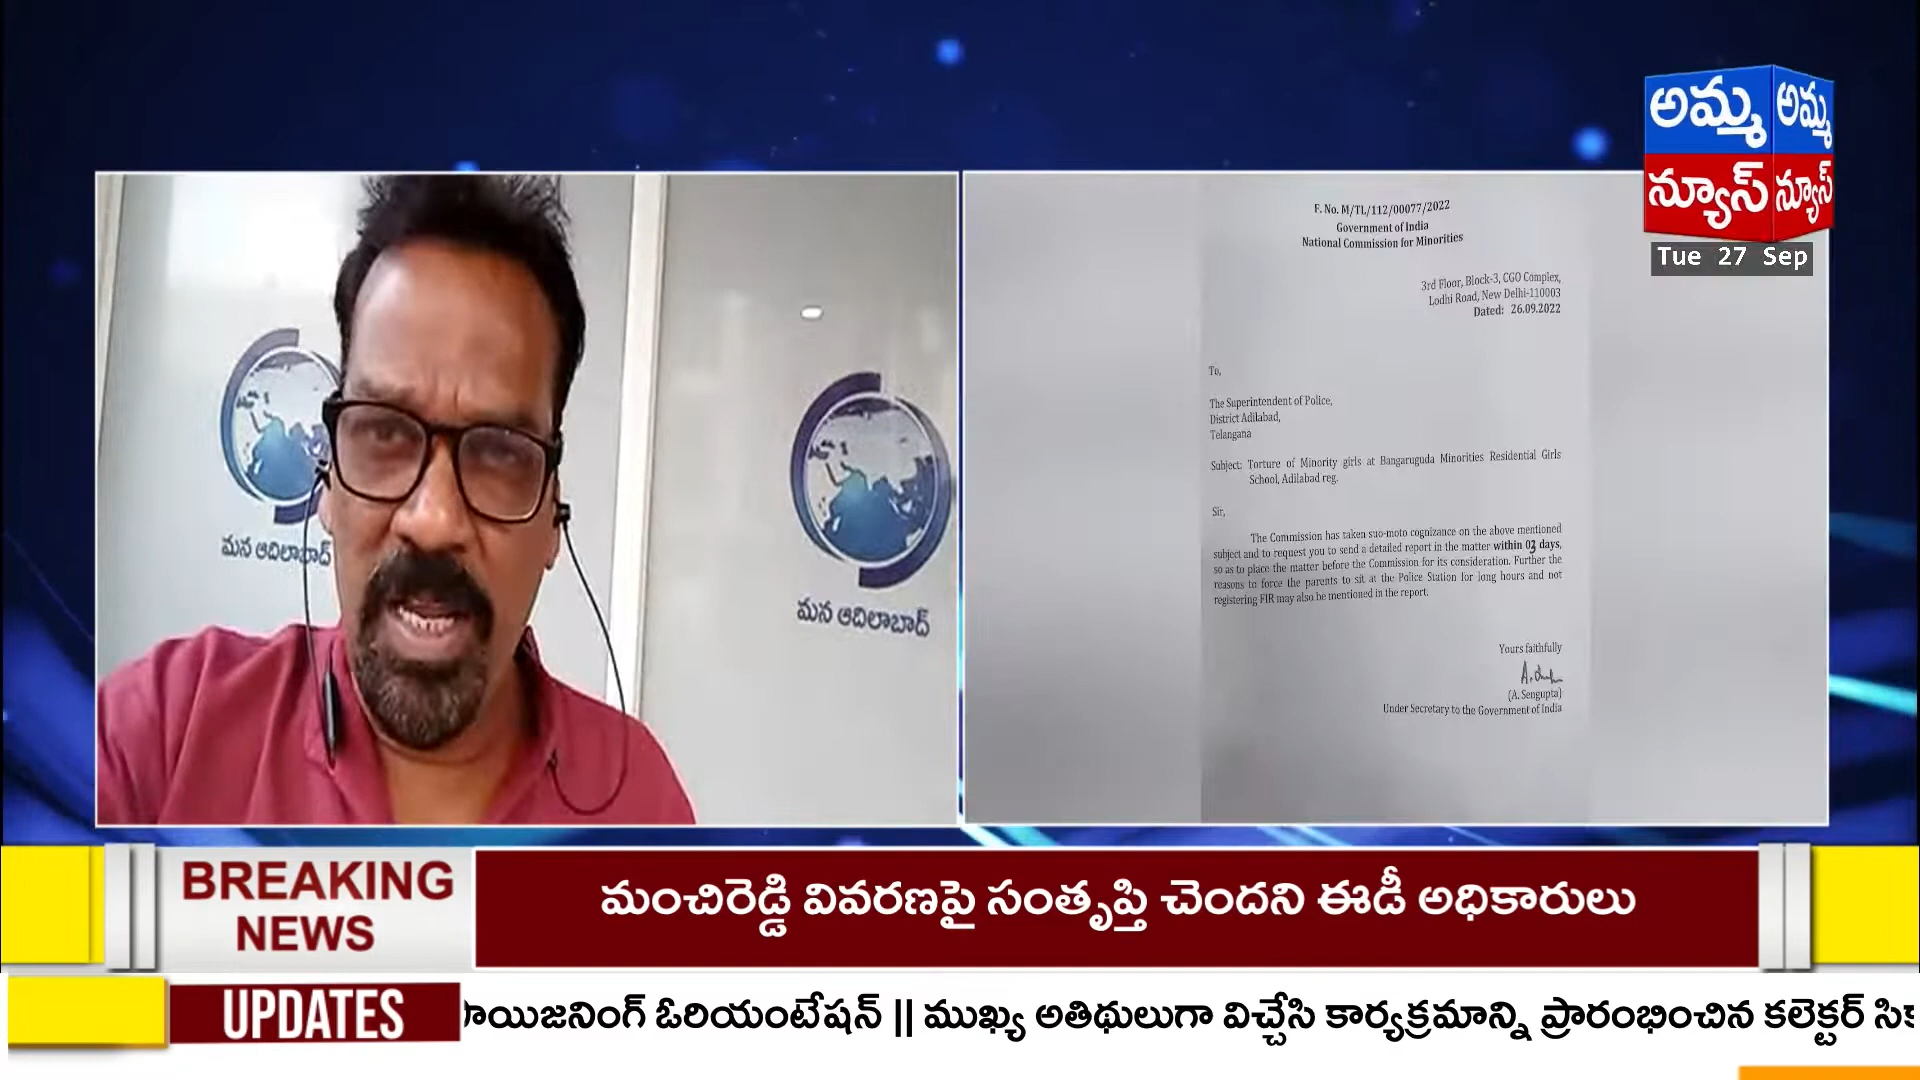 అమ్మ అమ్మ
న్యూస్ న్యూస్
Tue 27 Sep
మన ఆదిలాబాద్
మన ఆదిలాబాద్
F. No. M/TL/112/00077/2022
Government of India
National Commission for Minorities
3rd Floor, Block-3, CGO Complex,
Lodhi Road, New Delhi-110003
Dated: 26.09.2022
To,
The Superintendent of Police,
District Adilabad,
Telangana
Subject: Torture of Minority girls at Bangaruguda Minorities Residential Girls
School, Adilabad reg.
Sir,
The Commission has taken suo-moto cognizance on the above mentioned
subject and to request you to send a detailed report in the matter within 03 days,
so as to place the matter before the Commission for its consideration. Further the
reasons to force the parents to sit at the Police Station for long hours and not
registering FIR may also be mentioned in the report.
Yours faithfully
(A. Sengupta)
Under Secretary to the Government of India
BREAKING
NEWS
మంచిరెడ్డి వివరణపై సంతృప్తి చెందని ఈడీ అధికారులు
UPDATES
ఓరియంటేషన్ || ముఖ్య అతిథులుగా విచ్చేసి కార్యక్రమాన్ని ప్రారంభించిన కలెక్టర్